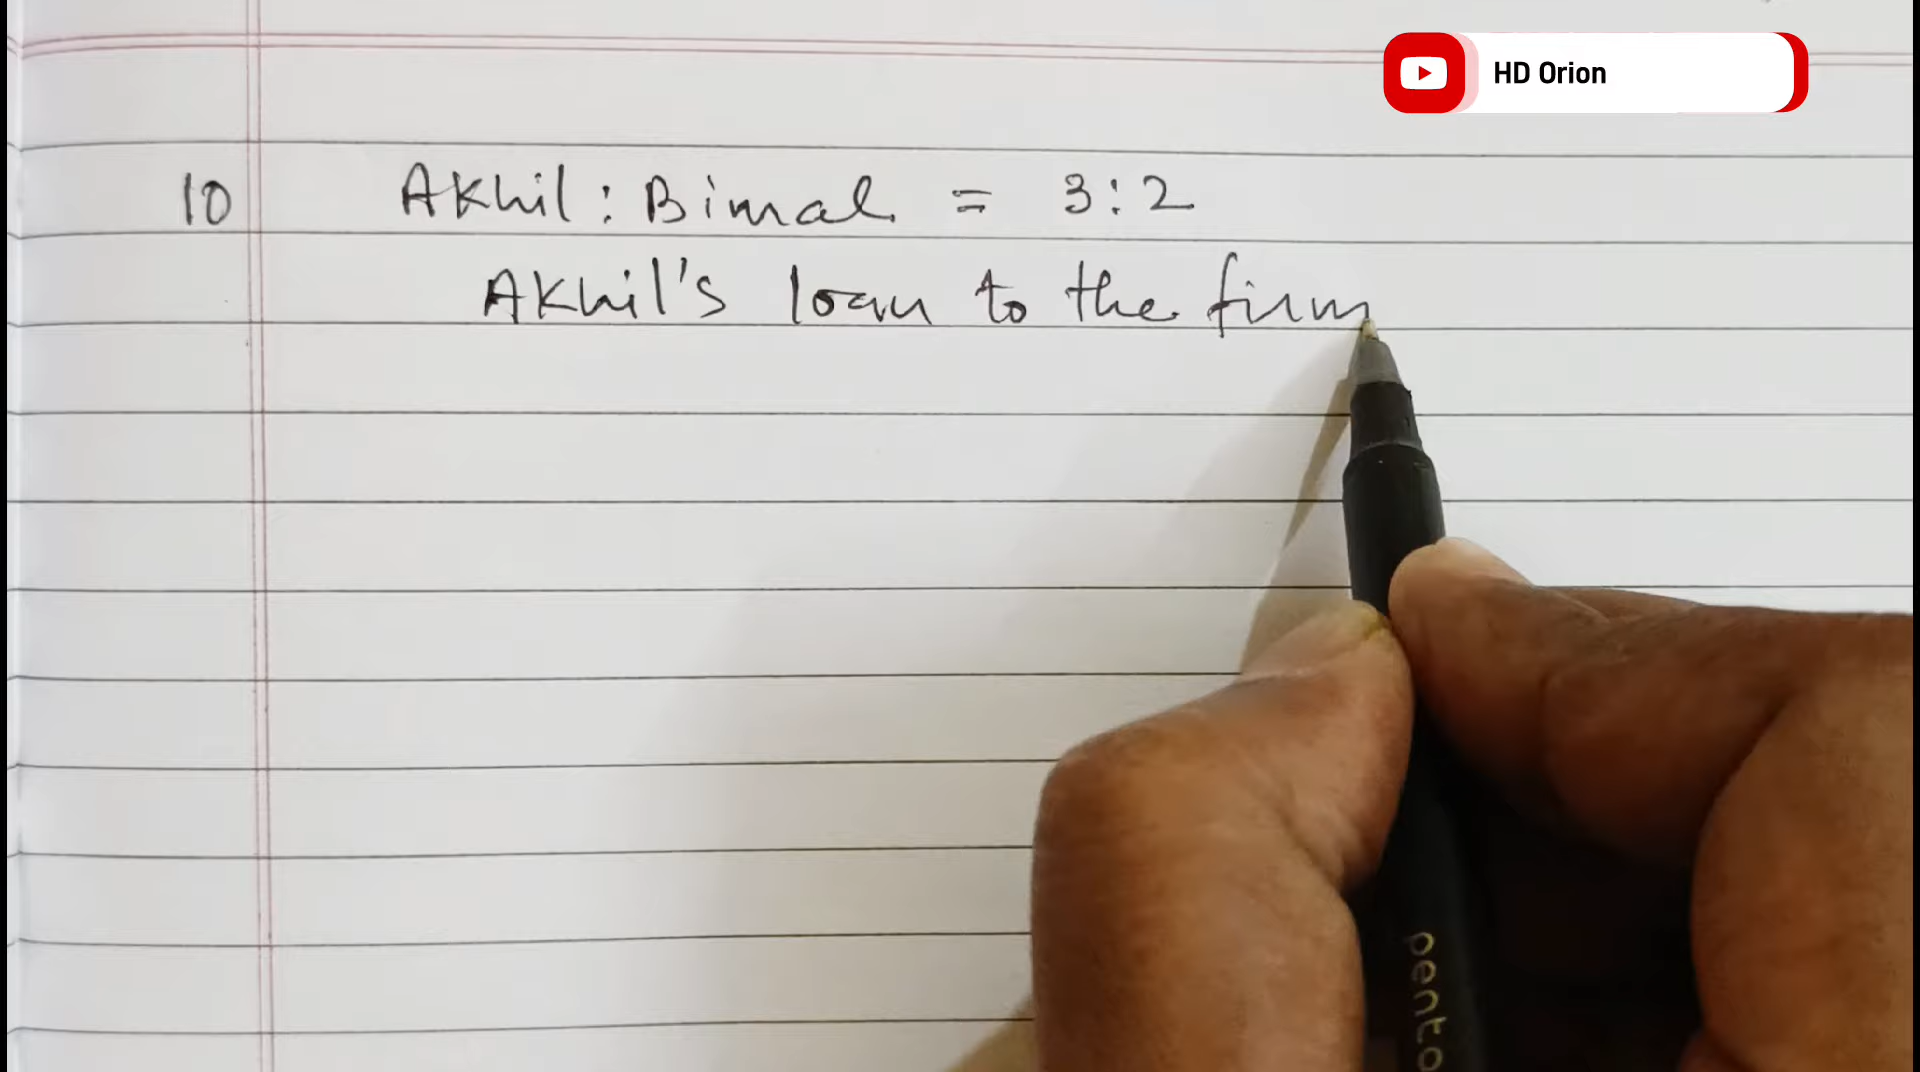 HD Orion
10 Akhil : Bimal = 3:2
Akhil's loan to the firm
pento